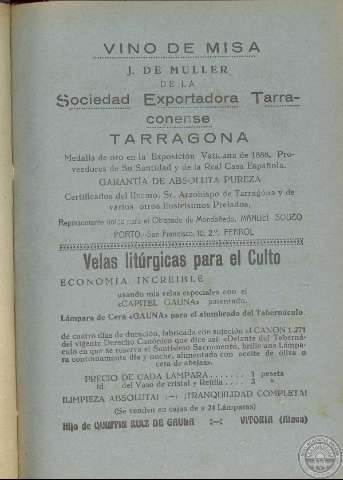 VINO DE MISA
J. DE MULLER
DE LA
Sociedad Exportadora Tarra-
conense
TARRAGONA
Medalla de oro en la Exposición Vaticana de 1888. Pro-
veedores de Su Santidad y de la Real Casa Española.
GARANTÍA DE ABSOLUTA PUREZA
Certificados del Excmo. Sr. Arzobispo de Tarragona y de
varios otros Ilustrísimos Prelados.
Representante único para el Obispado de Mondoñedo, MANUEL SOUZO
PORTO -San Francisco, 10, 2.º, FERROL
Velas litúrgicas para el Culto
ECONOMIA INCREIBLE
usando mis velas especiales con el
«CAPITEL GAUNA» patentado.
Lámpara de Cera «GAUNA» para el alumbrado del Tabernáculo
de cuatro días de duración, fabricada con sujeción al CANON 1.271
del vigente Derecho Canónico que dice así: «Delante del Taberná-
culo en que se reserva el Santísimo Sacramento, brille una Lámpa-
ra continuamente día y noche, alimentada con aceite de oliva o
cera de abejas».
PRECIO DE CADA LAMPARA . . . . . . . 1 peseta
id. del Vaso de cristal y Rejilla . . . 3 »
¡LIMPIEZA ABSOLUTA! :—: ¡TRANQUILIDAD COMPLETA!
(Se venden en cajas de a 24 Lámparas)
Hijo de QUINTIN RUIZ DE GAUNA :—: VITORIA (Alava)